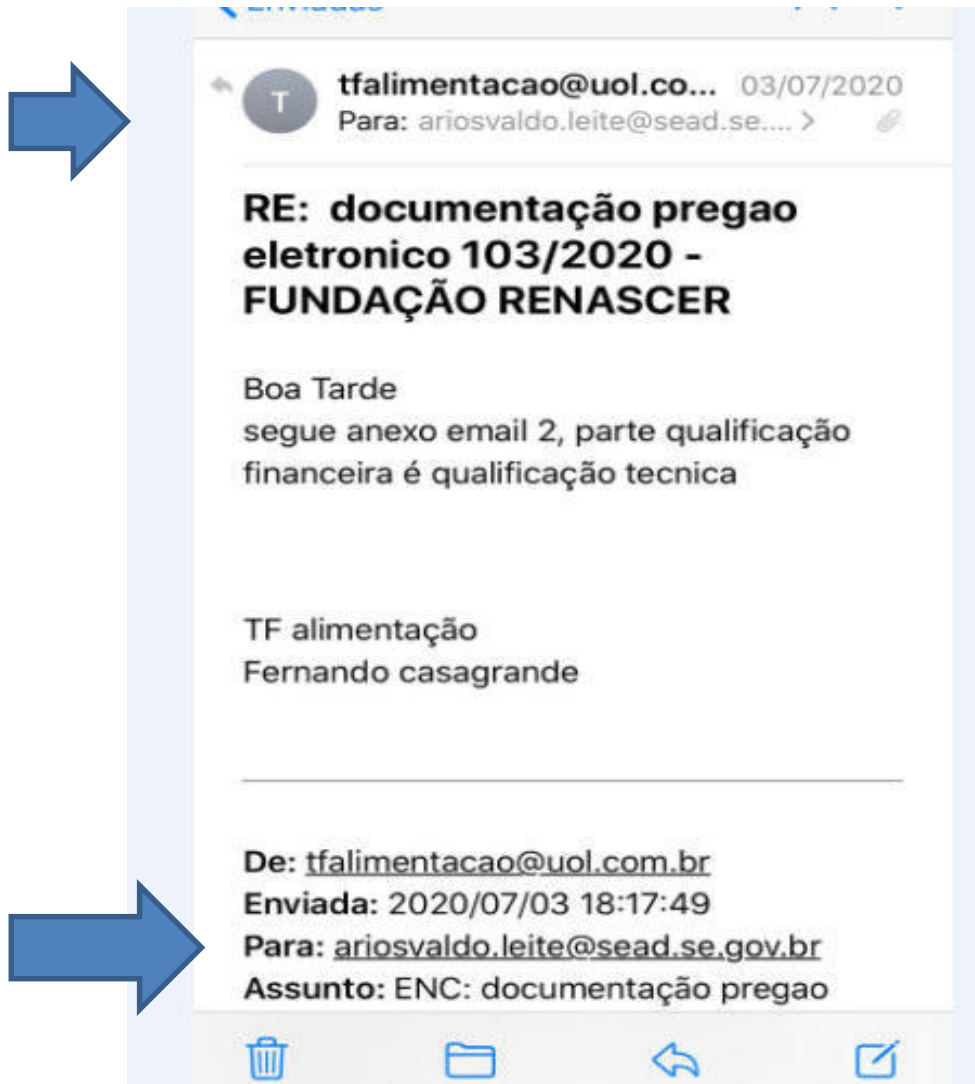 T
tfalimentacao@uol.co... 03/07/2020
Para: ariosvaldo.leite@sead.se.... >
RE: documentação pregao
eletronico 103/2020 -
FUNDAÇÃO RENASCER
Boa Tarde
segue anexo email 2, parte qualificação
financeira é qualificação tecnica
TF alimentação
Fernando casagrande
De: tfalimentacao@uol.com.br
Enviada: 2020/07/03 18:17:49
Para: ariosvaldo.leite@sead.se.gov.br
Assunto: ENC: documentação pregao